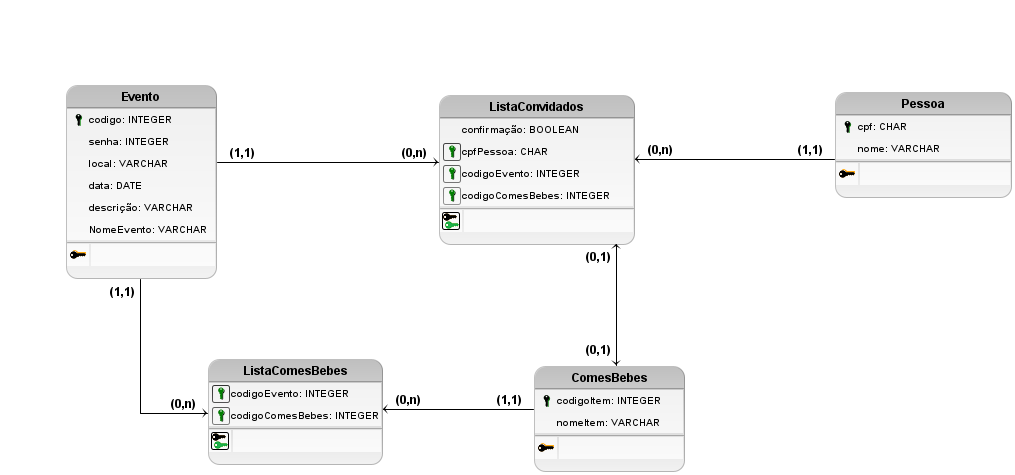 Evento
codigo: INTEGER
senha: INTEGER
local: VARCHAR
data: DATE
descrição: VARCHAR
NomeEvento: VARCHAR
(1,1)
(0,n)
ListaConvidados
confirmação: BOOLEAN
cpfPessoa: CHAR
codigoEvento: INTEGER
codigoComesBebes: INTEGER
(0,n)
(1,1)
Pessoa
cpf: CHAR
nome: VARCHAR
(1,1)
(0,n)
(0,1)
(0,1)
ListaComesBebes
codigoEvento: INTEGER
codigoComesBebes: INTEGER
(0,n)
(1,1)
ComesBebes
codigoItem: INTEGER
nomeItem: VARCHAR